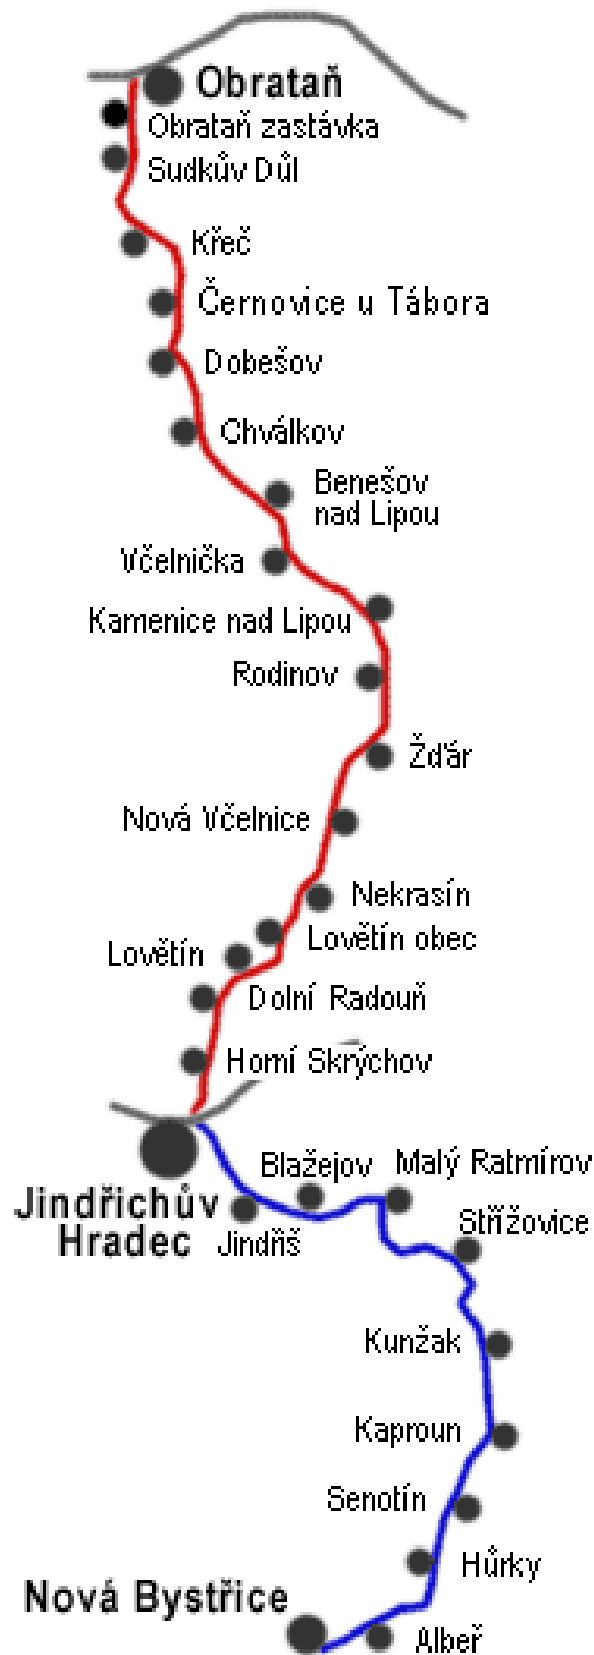 Obrataň
Obrataň zastávka
Sudkův Důl
Křeč
Černovice u Tábora
Dobešov
Chválkov
Benešov
nad Lipou
Včelnička
Kamenice nad Lipou
Rodinov
Žďár
Nová Včelnice
Nekrasín
Lovětín obec
Lovětín
Dolní Radouň
Horní Skrýchov
Blažejov
Malý Ratmírov
Jindřichův
Hradec
Jindřiš
Střížovice
Kunžak
Kaproun
Senotín
Hůrky
Nová Bystřice
Albeř